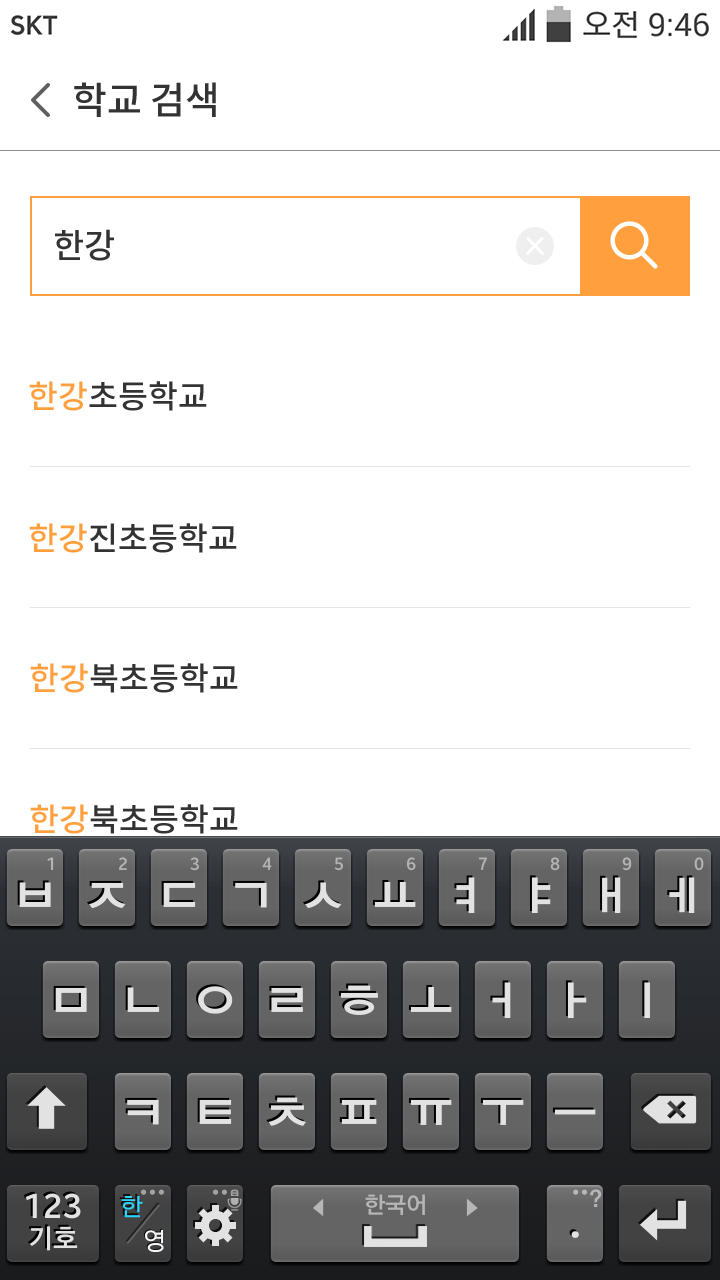 SKT 오전 9:46
학교 검색
한강
한강초등학교
한강진초등학교
한강북초등학교
한강북초등학교
1 2 3 4 5 6 7 8 9 0
ㅂ ㅈ ㄷ ㄱ ㅅ ㅛ ㅕ ㅑ ㅐ ㅔ
ㅁ ㄴ ㅇ ㄹ ㅎ ㅗ ㅓ ㅏ ㅣ
ㅋ ㅌ ㅊ ㅍ ㅠ ㅜ ㅡ
123 기호 한/영 한국어 . ?